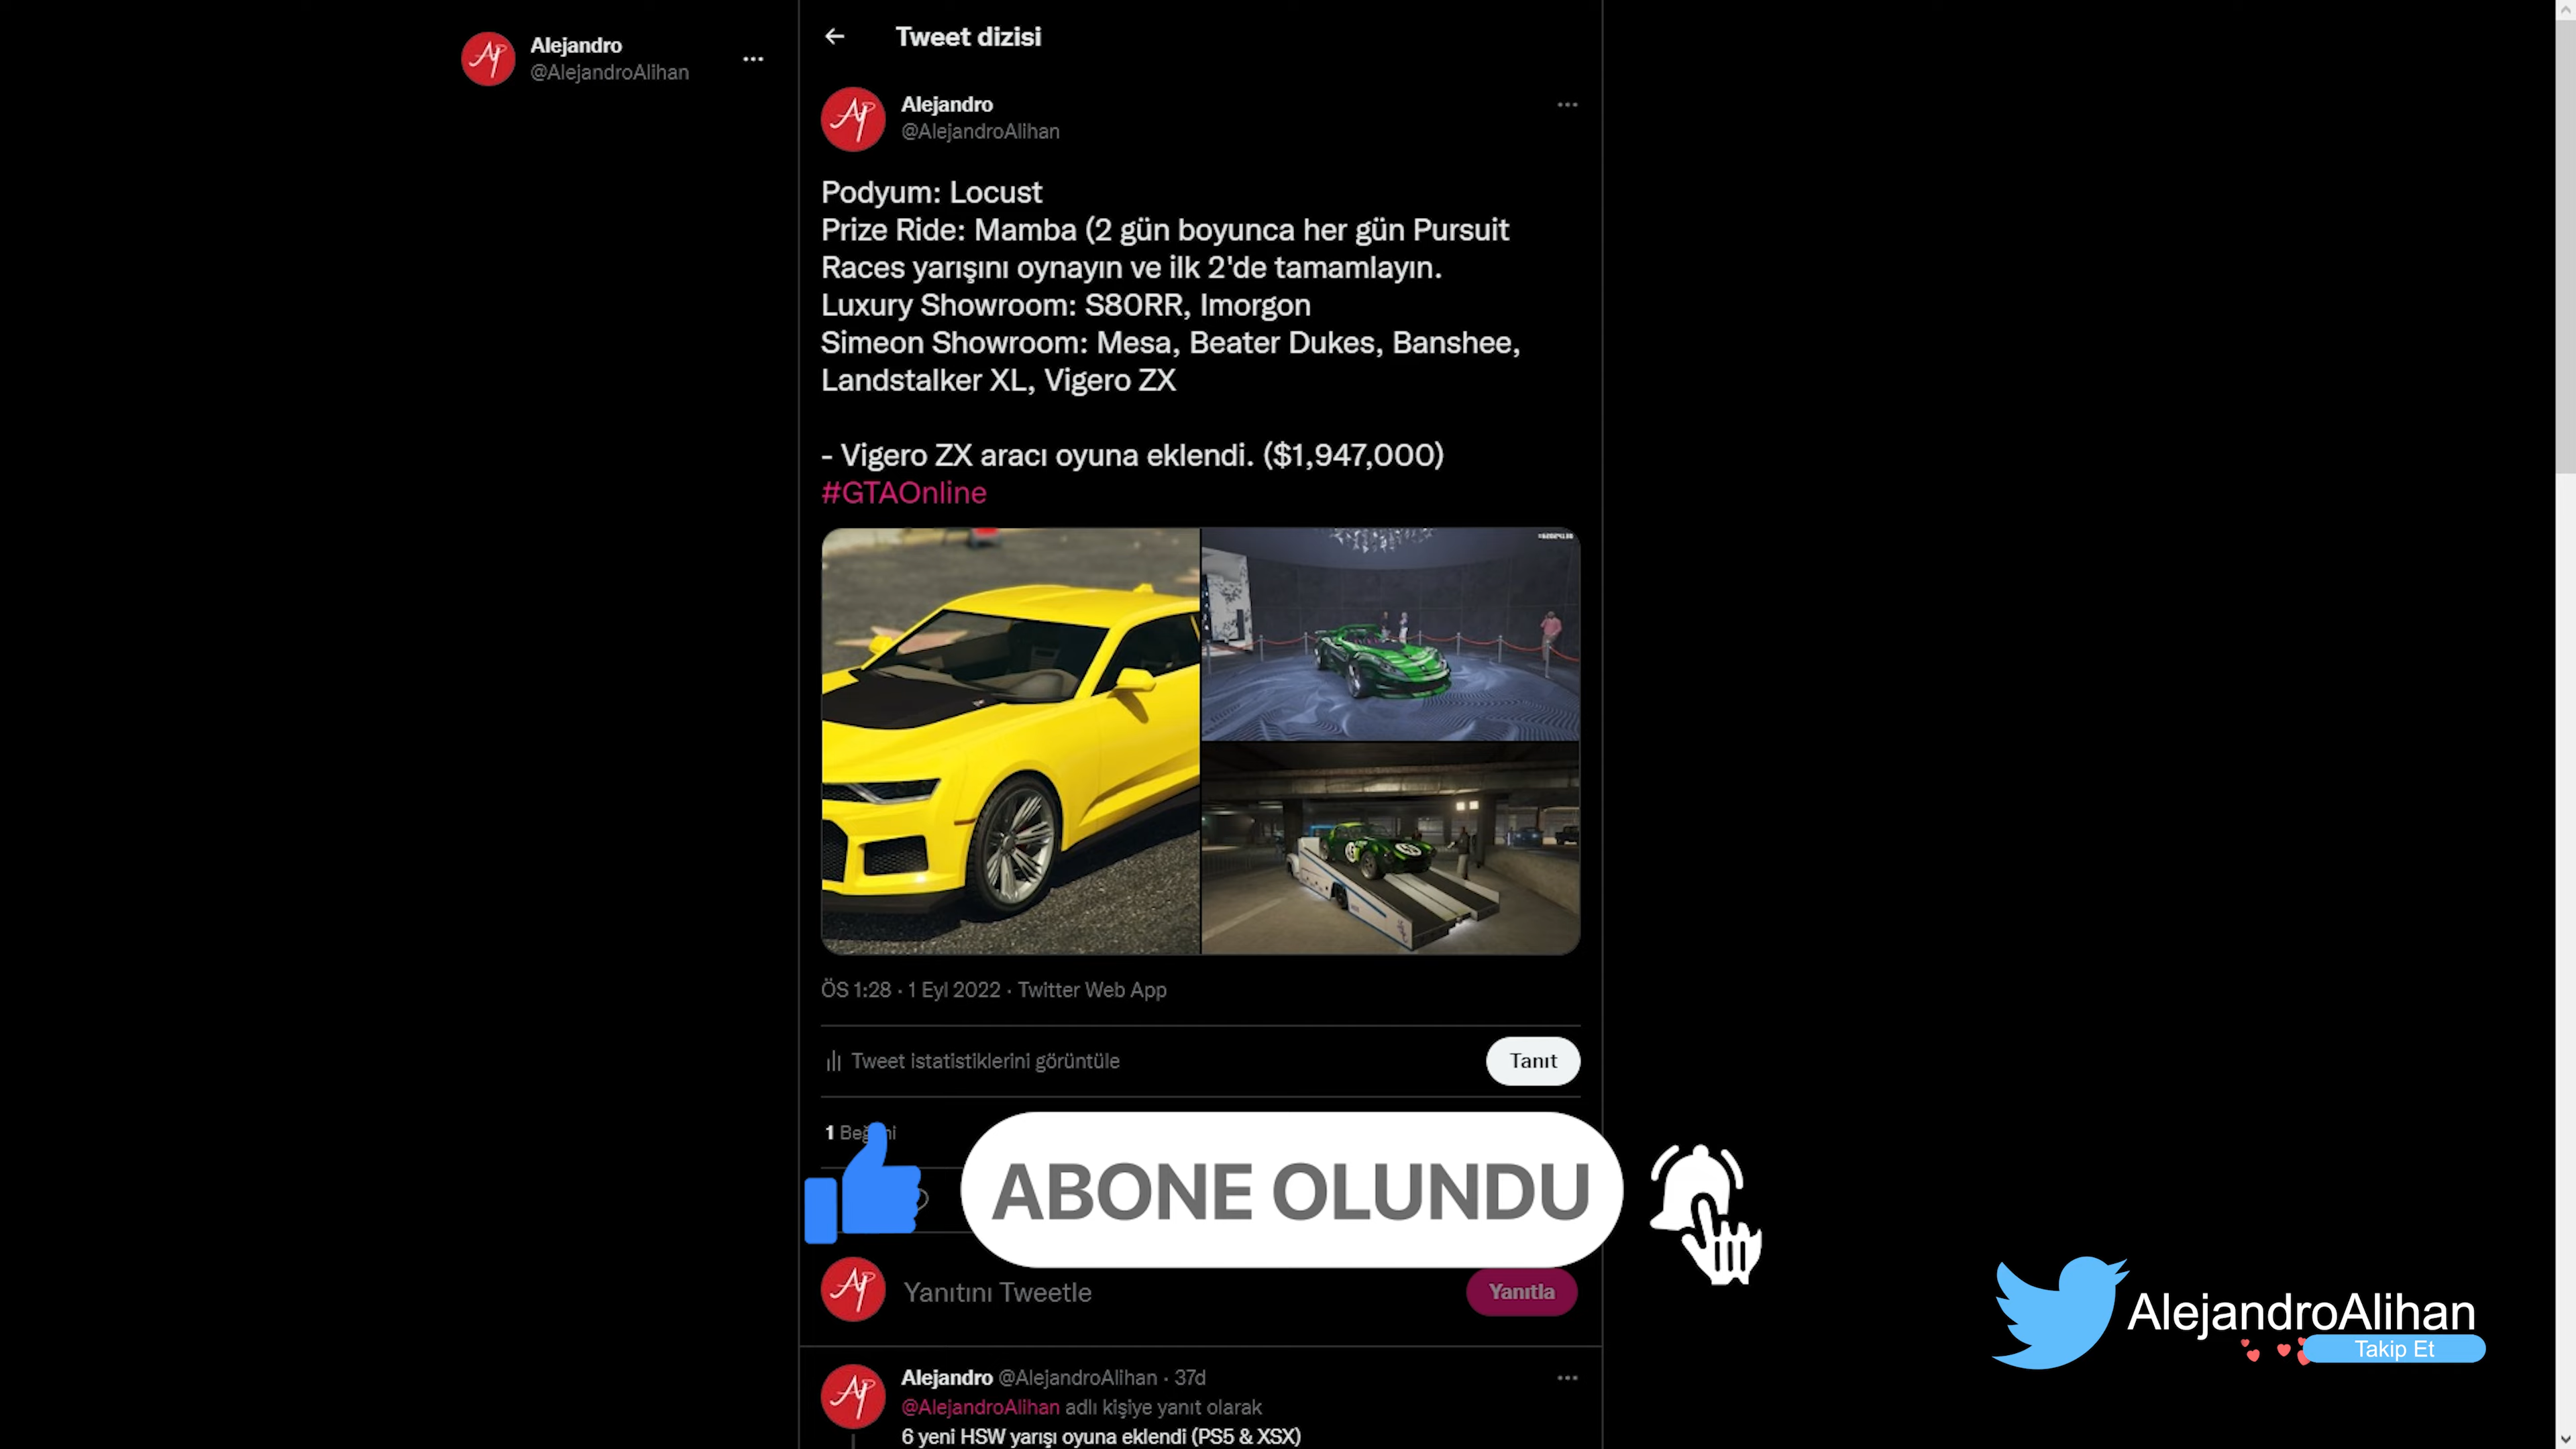 Alejandro
@AlejandroAlihan
Tweet dizisi
Alejandro
@AlejandroAlihan
Podyum: Locust
Prize Ride: Mamba (2 gün boyunca her gün Pursuit
Races yarışını oynayın ve ilk 2'de tamamlayın.
Luxury Showroom: S80RR, Imorgon
Simeon Showroom: Mesa, Beater Dukes, Banshee,
Landstalker XL, Vigero ZX
- Vigero ZX aracı oyuna eklendi. ($1,947,000)
#GTAOnline
ÖS 1:28 · 1 Eyl 2022 · Twitter Web App
Tweet istatistiklerini görüntüle
Tanıt
1 Beğeni
ABONE OLUNDU
Yanıtını Tweetle
Yanıtla
AlejandroAlihan
Takip Et
Alejandro @AlejandroAlihan · 37d
@AlejandroAlihan adlı kişiye yanıt olarak
6 yeni HSW yarışı oyuna eklendi (PS5 & XSX)